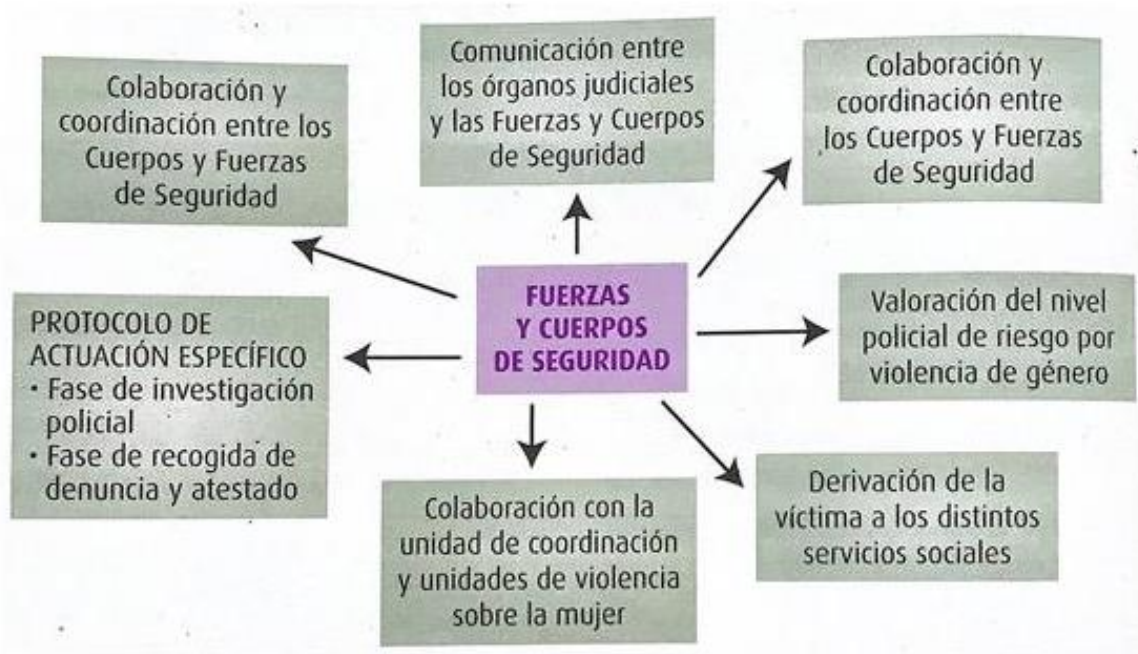 Colaboración y
coordinación entre los
Cuerpos y Fuerzas
de Seguridad
Comunicación entre
los órganos judiciales
y las Fuerzas y Cuerpos
de Seguridad
Colaboración y
coordinación entre
los Cuerpos y Fuerzas
de Seguridad
FUERZAS
Y CUERPOS
DE SEGURIDAD
PROTOCOLO DE
ACTUACIÓN ESPECÍFICO
· Fase de investigación
policial
· Fase de recogida de
denuncia y atestado
Valoración del nivel
policial de riesgo por
violencia de género
Colaboración con la
unidad de coordinación
y unidades de violencia
sobre la mujer
Derivación de la
víctima a los distintos
servicios sociales